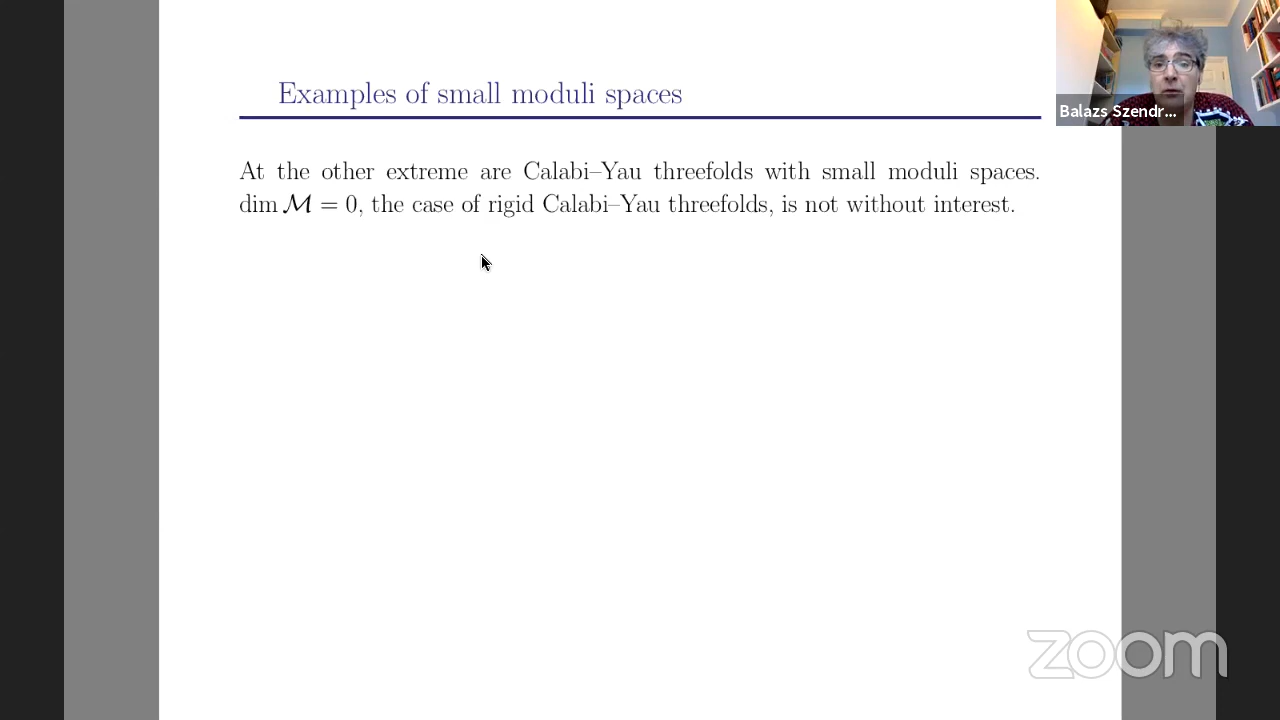 Examples of small moduli spaces
Balazs Szendr...
At the other extreme are Calabi–Yau threefolds with small moduli spaces.
dim ℳ = 0, the case of rigid Calabi–Yau threefolds, is not without interest.
zoom